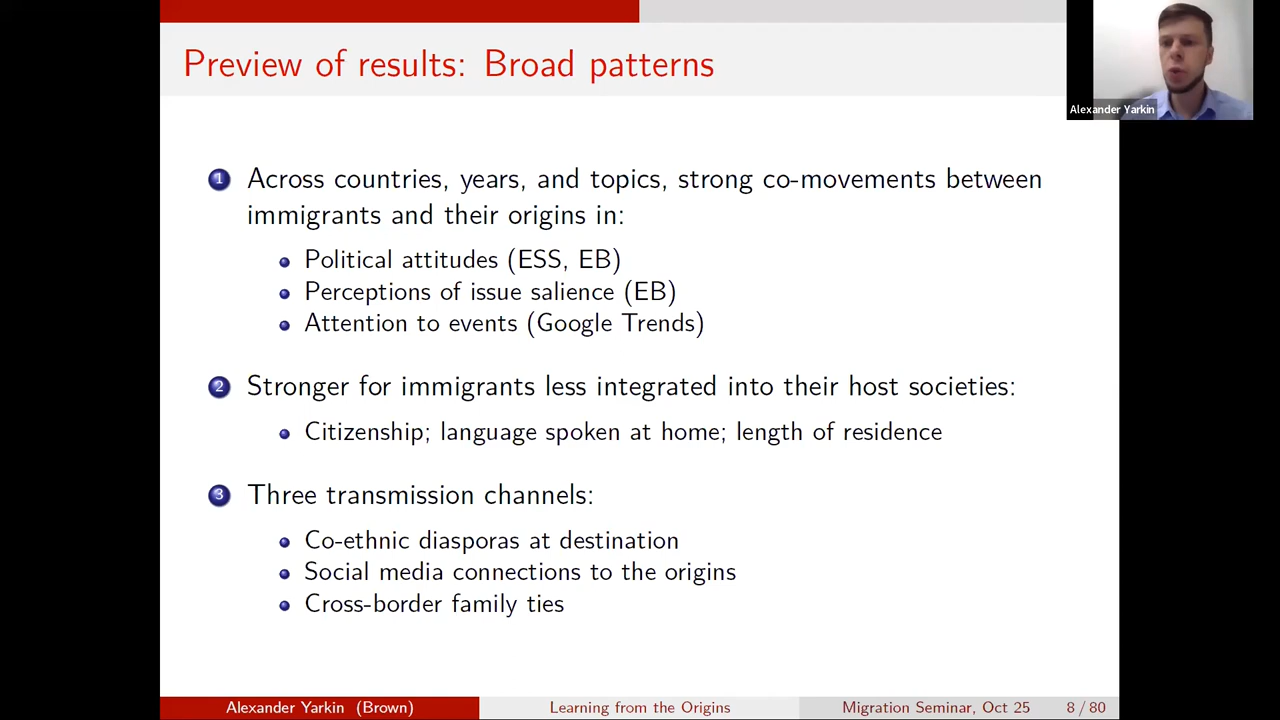 Preview of results: Broad patterns
Alexander Yarkin
1 Across countries, years, and topics, strong co-movements between
immigrants and their origins in:
Political attitudes (ESS, EB)
Perceptions of issue salience (EB)
Attention to events (Google Trends)
2 Stronger for immigrants less integrated into their host societies:
Citizenship; language spoken at home; length of residence
3 Three transmission channels:
Co-ethnic diasporas at destination
Social media connections to the origins
Cross-border family ties
Alexander Yarkin (Brown) Learning from the Origins Migration Seminar, Oct 25 8 / 80